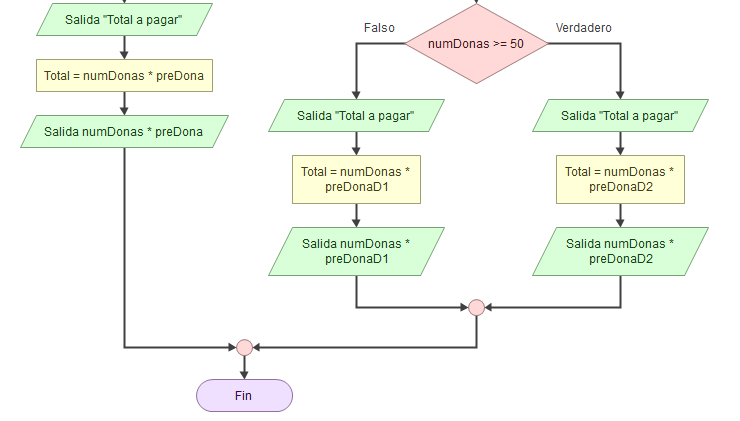 Salida "Total a pagar"
Total = numDonas * preDona
Salida numDonas * preDona
Falso
numDonas >= 50
Verdadero
Salida "Total a pagar"
Total = numDonas *
preDonaD1
Salida numDonas *
preDonaD1
Salida "Total a pagar"
Total = numDonas *
preDonaD2
Salida numDonas *
preDonaD2
Fin